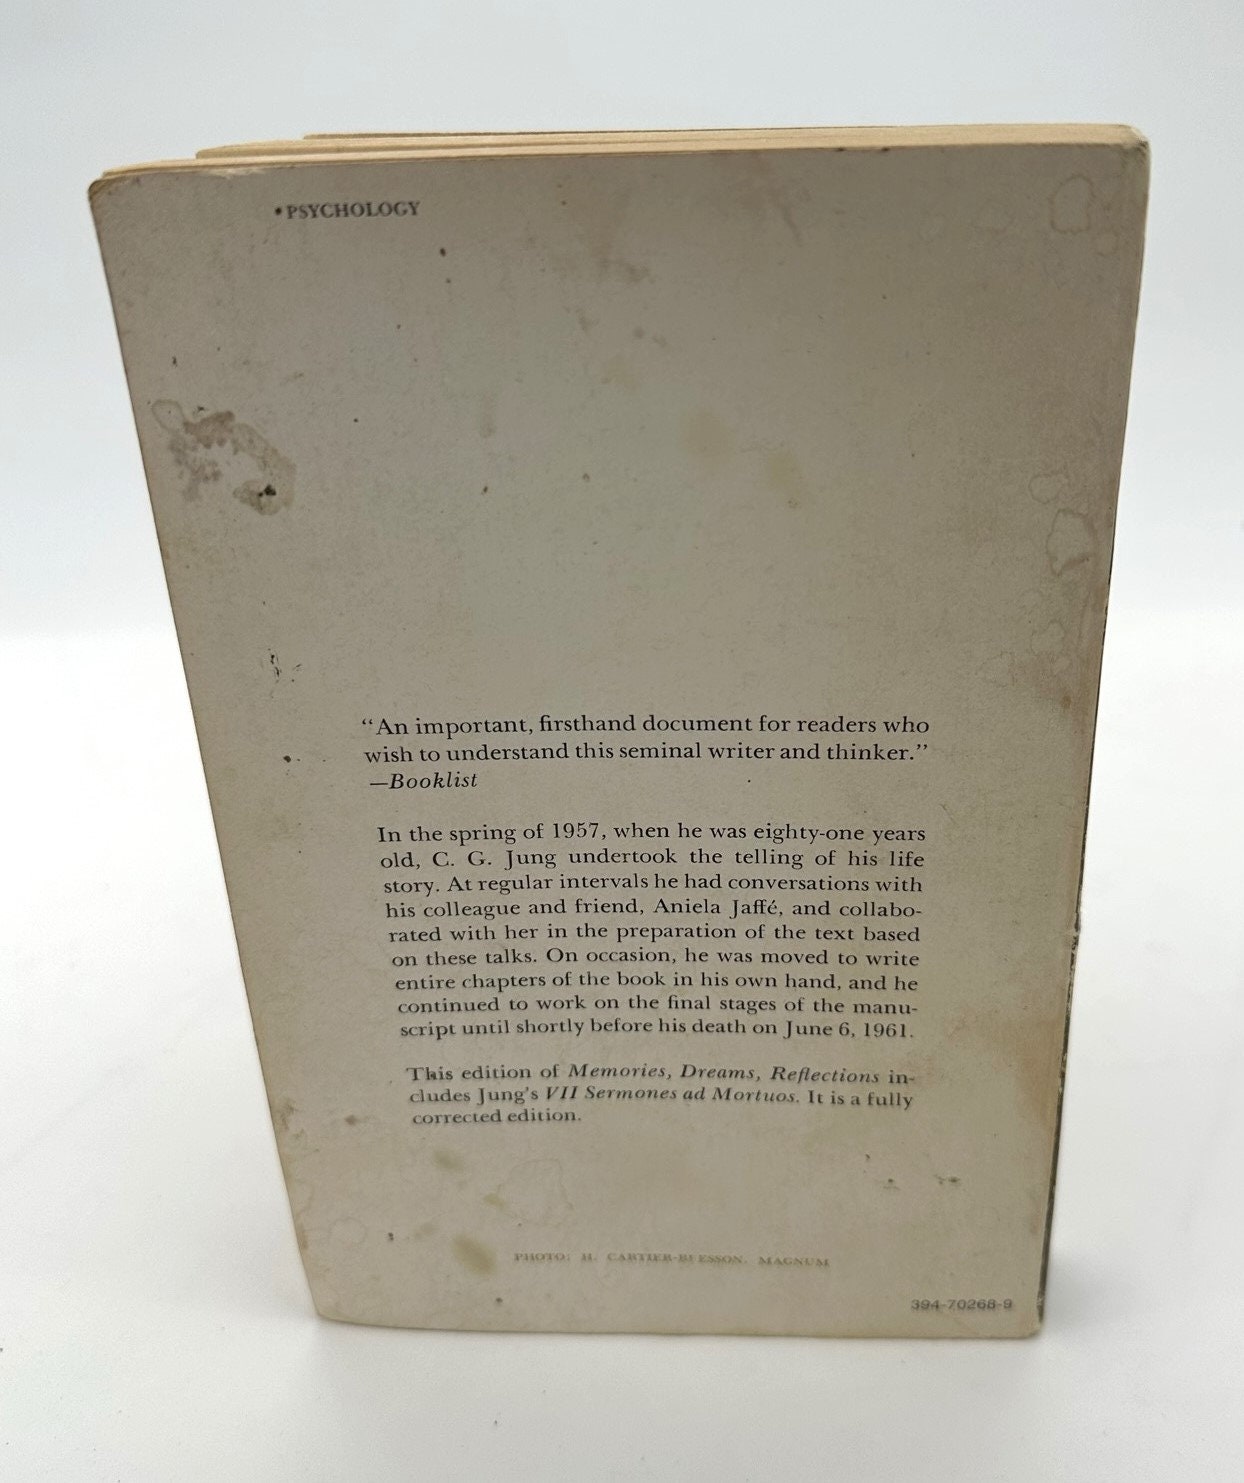 • PSYCHOLOGY
“An important, firsthand document for readers who
wish to understand this seminal writer and thinker.”
—Booklist
In the spring of 1957, when he was eighty-one years
old, C. G. Jung undertook the telling of his life
story. At regular intervals he had conversations with
his colleague and friend, Aniela Jaffé, and collabo-
rated with her in the preparation of the text based
on these talks. On occasion, he was moved to write
entire chapters of the book in his own hand, and he
continued to work on the final stages of the manu-
script until shortly before his death on June 6, 1961.
This edition of Memories, Dreams, Reflections in-
cludes Jung's VII Sermones ad Mortuos. It is a fully
corrected edition.
PHOTO: H. CARTIER-BRESSON, MAGNUM
394-70268-9